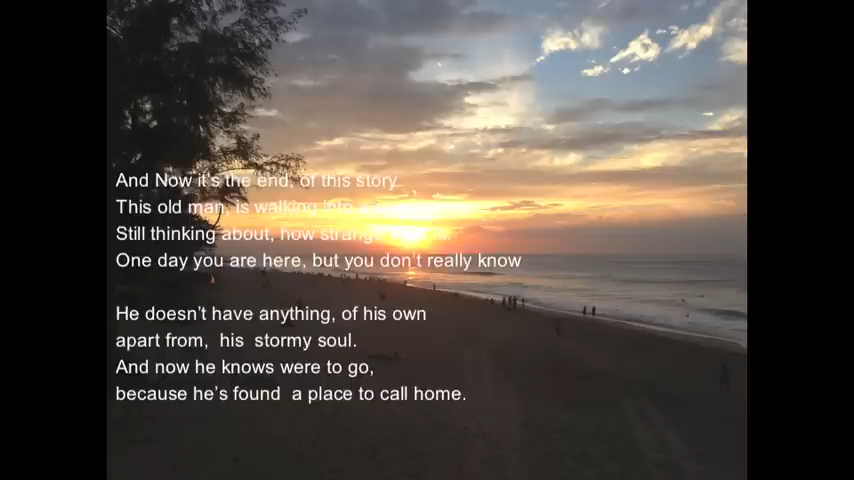 And Now it's the end, of this story
This old man, is walking into
Still thinking about, how strange
One day you are here, but you don't really know
He doesn't have anything, of his own
apart from, his stormy soul.
And now he knows were to go,
because he's found a place to call home.